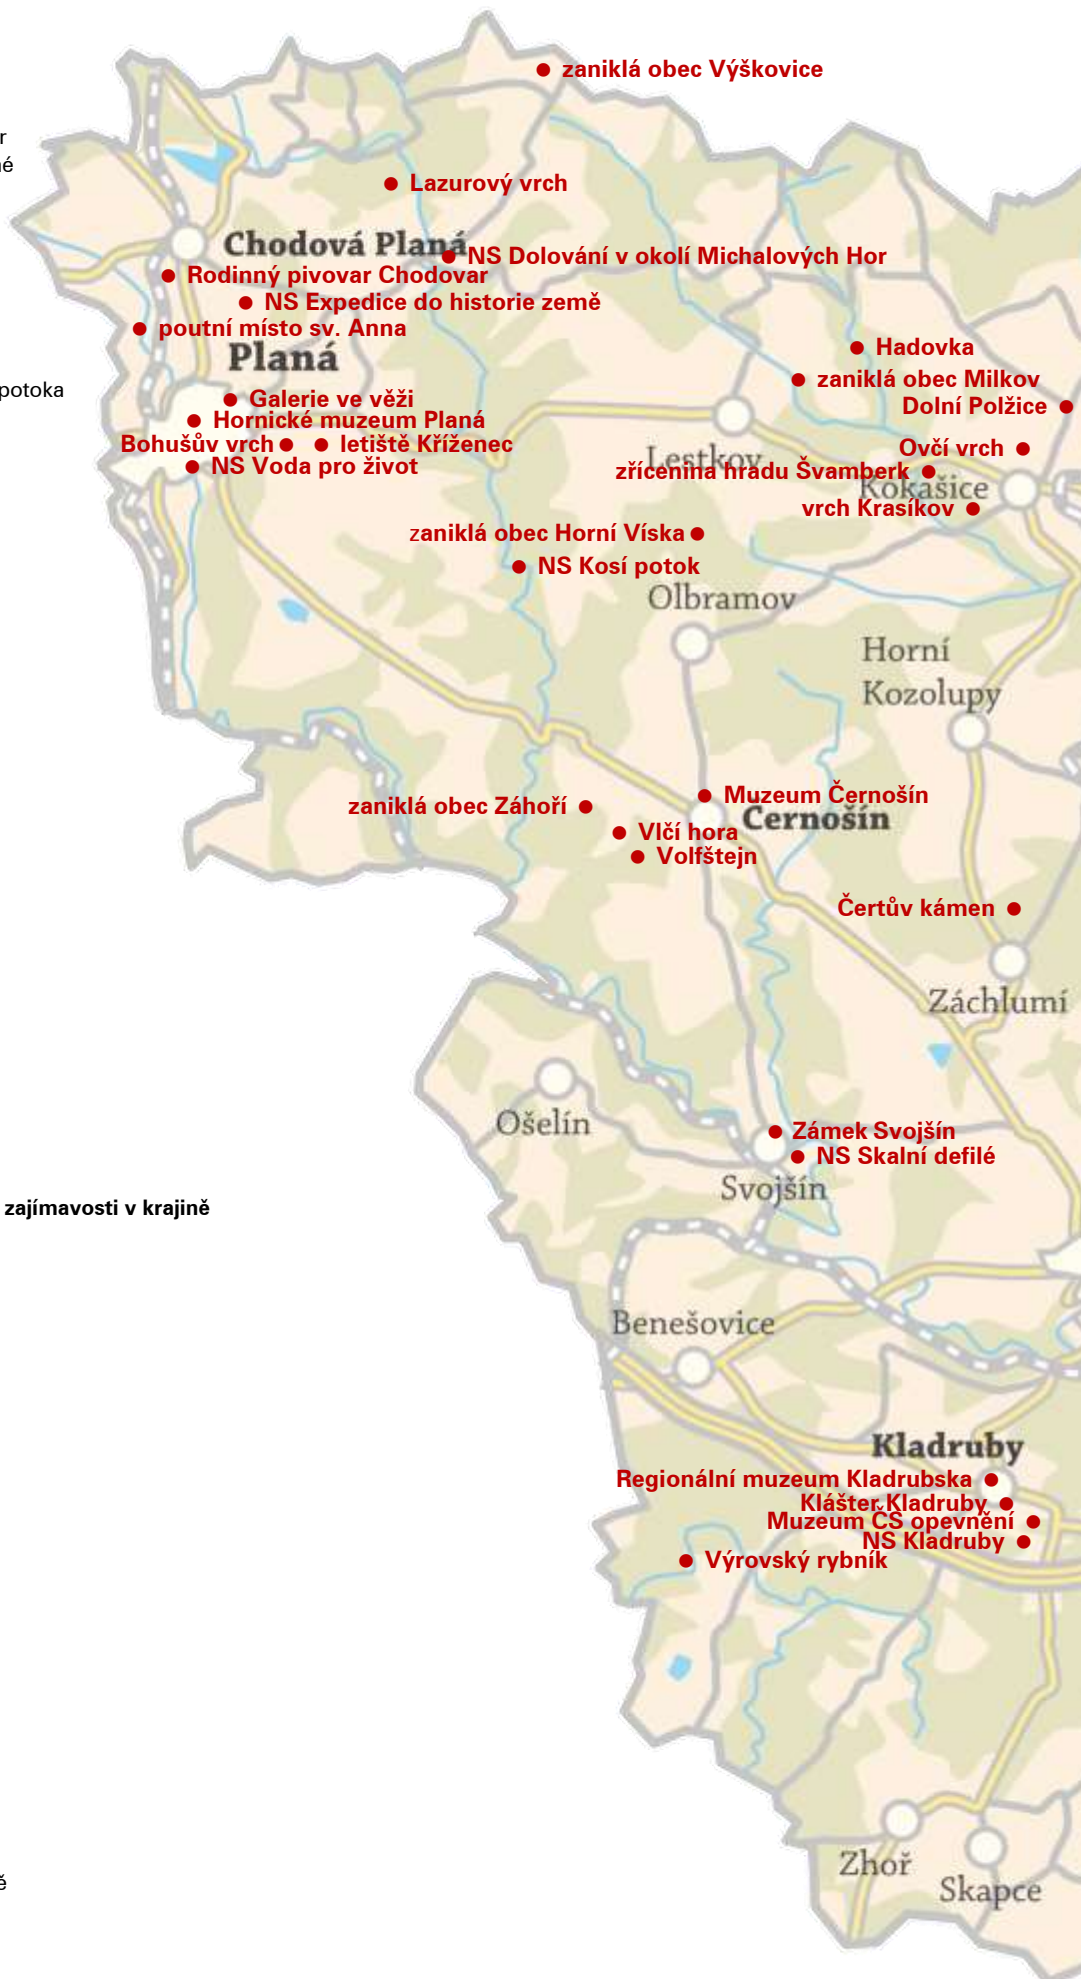 zaniklá obec Výškovice
r
né
Lazurový vrch
Chodová Planá
NS Dolování v okolí Michalových Hor
Rodinný pivovar Chodovar
NS Expedice do historie země
poutní místo sv. Anna
Planá
Hadovka
zaniklá obec Milkov
potoka
Galerie ve věži
Dolní Polžice
Hornické muzeum Planá
Bohušův vrch
letiště Kříženec
Ovčí vrch
Lestkov
NS Voda pro život
zřícenina hradu Švamberk
Kokašice
vrch Krasíkov
zaniklá obec Horní Víska
NS Kosí potok
Olbramov
Horní
Kozolupy
Muzeum Černošín
zaniklá obec Záhoří
Černošín
Vlčí hora
Volfštejn
Čertův kámen
Záchlumí
Ošelín
Zámek Svojšín
NS Skalní defilé
Svojšín
zajímavosti v krajině
Benešovice
Kladruby
Regionální muzeum Kladrubska
Klášter Kladruby
Muzeum ČS opevnění
NS Kladruby
Výrovský rybník
Zhoř
ě
Skapce